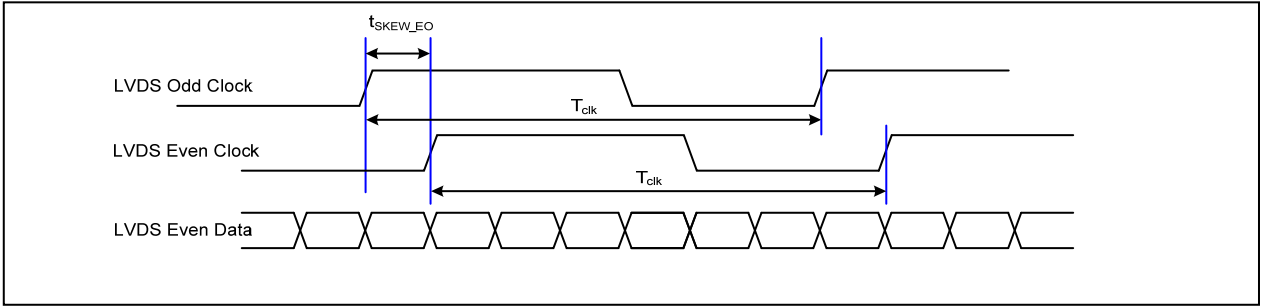 tSKEW_EO
LVDS Odd Clock
Tclk
LVDS Even Clock
Tclk
LVDS Even Data